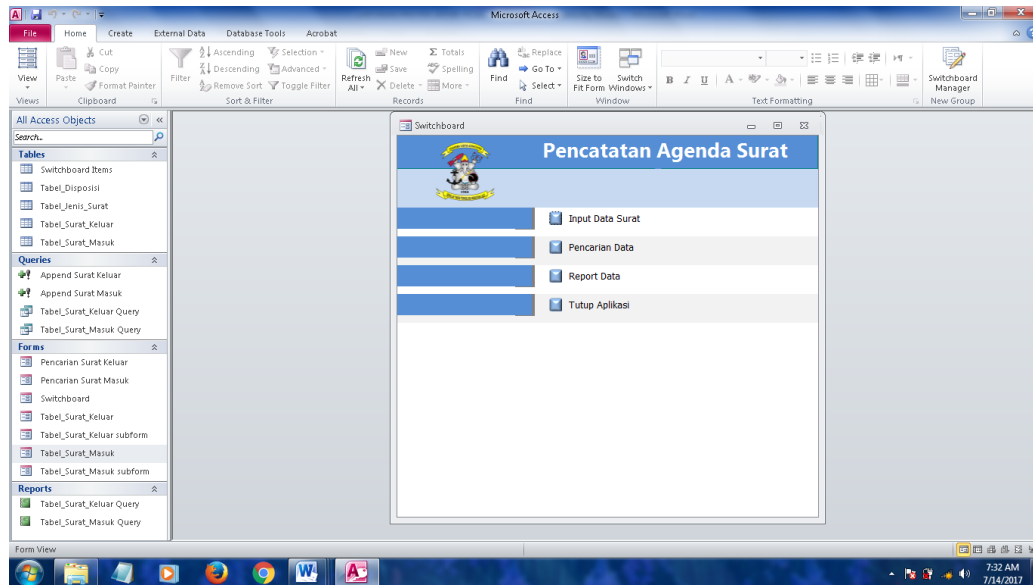 Microsoft Access
File Home Create External Data Database Tools Acrobat
View
Views
Paste
Cut
Copy
Format Painter
Clipboard
Filter
Ascending
Descending
Remove Sort
Selection
Advanced
Toggle Filter
Sort & Filter
Refresh All
New
Save
Delete
Totals
Spelling
More
Records
Find
Replace
Go To
Select
Find
Size to Fit Form
Switch Windows
Window
B I U A
Text Formatting
Switchboard Manager
New Group
All Access Objects
Search...
Tables
Switchboard Items
Tabel_Disposisi
Tabel_Jenis_Surat
Tabel_Surat_Keluar
Tabel_Surat_Masuk
Queries
Append Surat Keluar
Append Surat Masuk
Tabel_Surat_Keluar Query
Tabel_Surat_Masuk Query
Forms
Pencarian Surat Keluar
Pencarian Surat Masuk
Switchboard
Tabel_Surat_Keluar
Tabel_Surat_Keluar subform
Tabel_Surat_Masuk
Tabel_Surat_Masuk subform
Reports
Tabel_Surat_Keluar Query
Tabel_Surat_Masuk Query
Switchboard
Pencatatan Agenda Surat
Input Data Surat
Pencarian Data
Report Data
Tutup Aplikasi
Form View
7:32 AM
7/14/2017